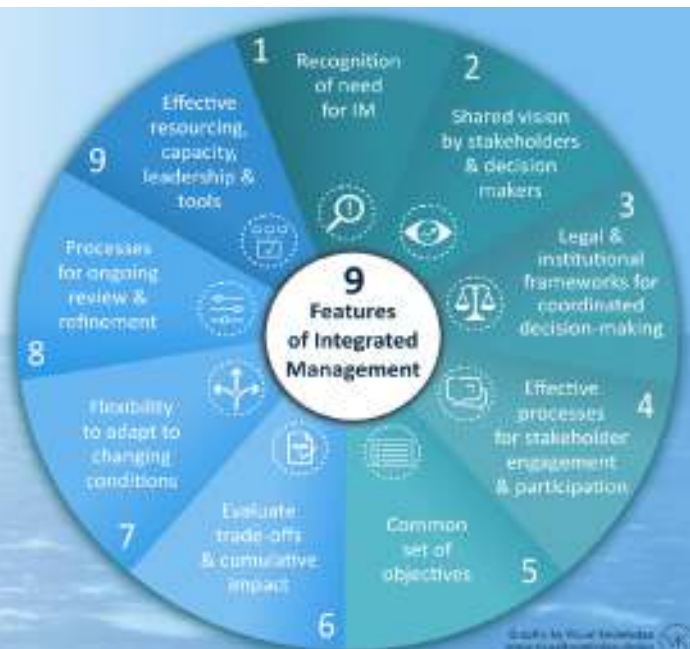 9
Features
of Integrated
Management
1
Recognition
of need
for IM
2
Shared vision
by stakeholders
& decision
makers
3
Legal &
institutional
frameworks for
coordinated
decision-making
4
Effective
processes
for stakeholder
engagement
& participation
5
Common
set of
objectives
6
Evaluate
trade-offs
& cumulative
impact
7
Flexibility
to adapt to
changing
conditions
8
Processes
for ongoing
review &
refinement
9
Effective
resourcing,
capacity,
leadership &
tools
Graphic by Visual Knowledge